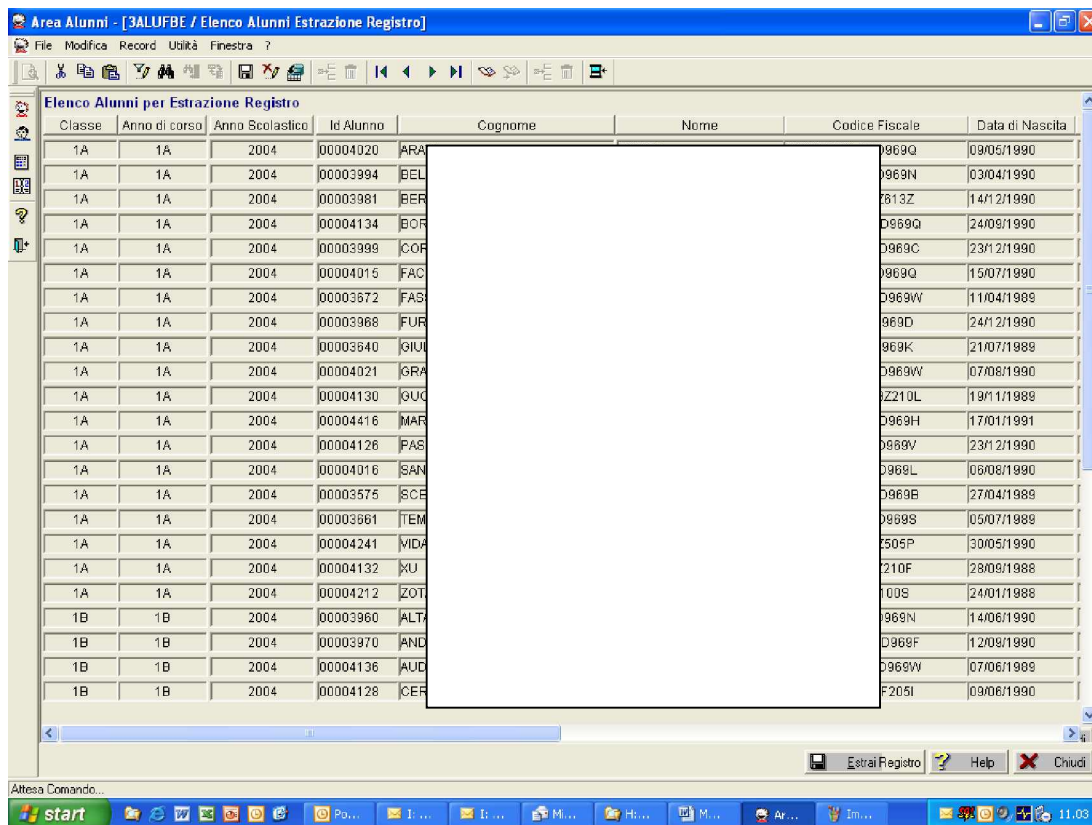 Area Alunni - [3ALUFBE / Elenco Alunni Estrazione Registro]
File Modifica Record Utilità Finestra ?
Elenco Alunni per Estrazione Registro
Classe Anno di corso Anno Scolastico Id Alunno Cognome Nome Codice Fiscale Data di Nascita
1A 1A 2004 00004020 ARA D969Q 09/05/1990
1A 1A 2004 00003994 BEL D969N 03/04/1990
1A 1A 2004 00003981 BER Z613Z 14/12/1990
1A 1A 2004 00004134 BOR D969Q 24/09/1990
1A 1A 2004 00003999 COR D969C 23/12/1990
1A 1A 2004 00004015 FAC D969Q 15/07/1990
1A 1A 2004 00003672 FAS D969W 11/04/1989
1A 1A 2004 00003968 FUR 969D 24/12/1990
1A 1A 2004 00003640 GIU 969K 21/07/1989
1A 1A 2004 00004021 GRA D969W 07/08/1990
1A 1A 2004 00004130 GUO Z210L 19/11/1989
1A 1A 2004 00004416 MAR D969H 17/01/1991
1A 1A 2004 00004126 PAS D969V 23/12/1990
1A 1A 2004 00004016 SAN D969L 06/08/1990
1A 1A 2004 00003575 SCE D969B 27/04/1989
1A 1A 2004 00003661 TEM D969S 05/07/1989
1A 1A 2004 00004241 VIDA Z505P 30/05/1990
1A 1A 2004 00004132 XU Z210F 28/09/1988
1A 1A 2004 00004212 ZOT 100S 24/01/1988
1B 1B 2004 00003960 ALT D969N 14/06/1990
1B 1B 2004 00003970 AND D969F 12/09/1990
1B 1B 2004 00004136 AUD D969W 07/06/1989
1B 1B 2004 00004128 CER F205I 09/06/1990
Estrai Registro Help Chiudi
Attesa Comando...
start Po... I: ... I: ... Mi... H:... M... Ar... Im... 11.03